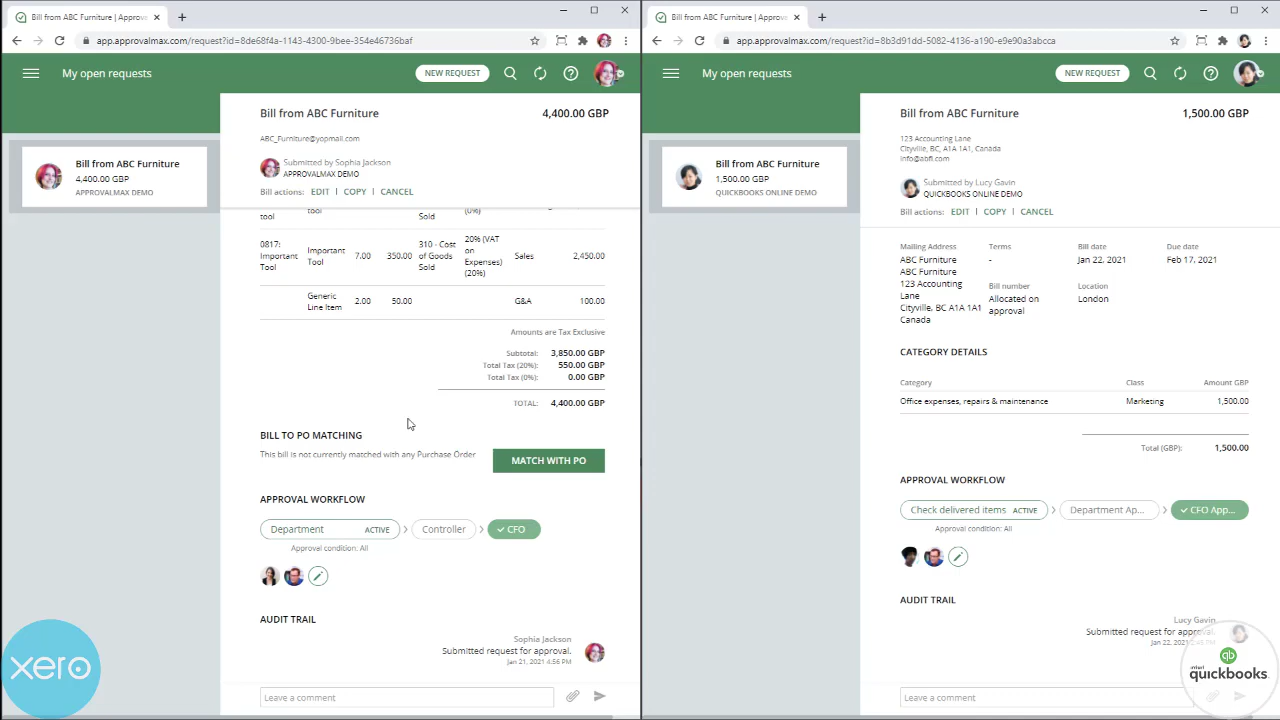 Bill from ABC Furniture | Approva
app.approvalmax.com/request?id=8de68f4a-1143-4300-9bee-354e46736baf
My open requests
NEW REQUEST
Bill from ABC Furniture
4,400.00 GBP
APPROVALMAX DEMO
Bill from ABC Furniture 4,400.00 GBP
ABC_Furniture@yopmail.com
Submitted by Sophia Jackson
APPROVALMAX DEMO
Bill actions: EDIT | COPY | CANCEL
tool tool Sold (0%)
0817: Important Tool Important Tool 7.00 350.00 310 - Cost of Goods Sold 20% (VAT on Expenses) (20%) Sales 2,450.00
Generic Line Item 2.00 50.00 G&A 100.00
Amounts are Tax Exclusive
Subtotal: 3,850.00 GBP
Total Tax (20%): 550.00 GBP
Total Tax (0%): 0.00 GBP
TOTAL: 4,400.00 GBP
BILL TO PO MATCHING
This bill is not currently matched with any Purchase Order
MATCH WITH PO
APPROVAL WORKFLOW
Department ACTIVE Controller CFO
Approval condition: All
AUDIT TRAIL
Sophia Jackson
Submitted request for approval.
Jan 21, 2021 4:56 PM
Leave a comment
xero
Bill from ABC Furniture | Approva
app.approvalmax.com/request?id=8b3d91dd-5082-4136-a190-e9e90a3abcca
My open requests
NEW REQUEST
Bill from ABC Furniture
1,500.00 GBP
QUICKBOOKS ONLINE DEMO
Bill from ABC Furniture 1,500.00 GBP
123 Accounting Lane
Cityville, BC, A1A 1A1, Canada
info@abfl.com
Submitted by Lucy Gavin
QUICKBOOKS ONLINE DEMO
Bill actions: EDIT | COPY | CANCEL
Mailing Address Terms Bill date Due date
ABC Furniture - Jan 22, 2021 Feb 17, 2021
ABC Furniture
123 Accounting Bill number Location
Lane Allocated on London
Cityville, BC A1A 1A1 approval
Canada
CATEGORY DETAILS
Category Class Amount GBP
Office expenses, repairs & maintenance Marketing 1,500.00
Total (GBP): 1,500.00
APPROVAL WORKFLOW
Check delivered items ACTIVE Department Ap... CFO App...
Approval condition: All
AUDIT TRAIL
Lucy Gavin
Submitted request for approval.
Jan 22, 2021
Leave a comment
intuit
quickbooks.